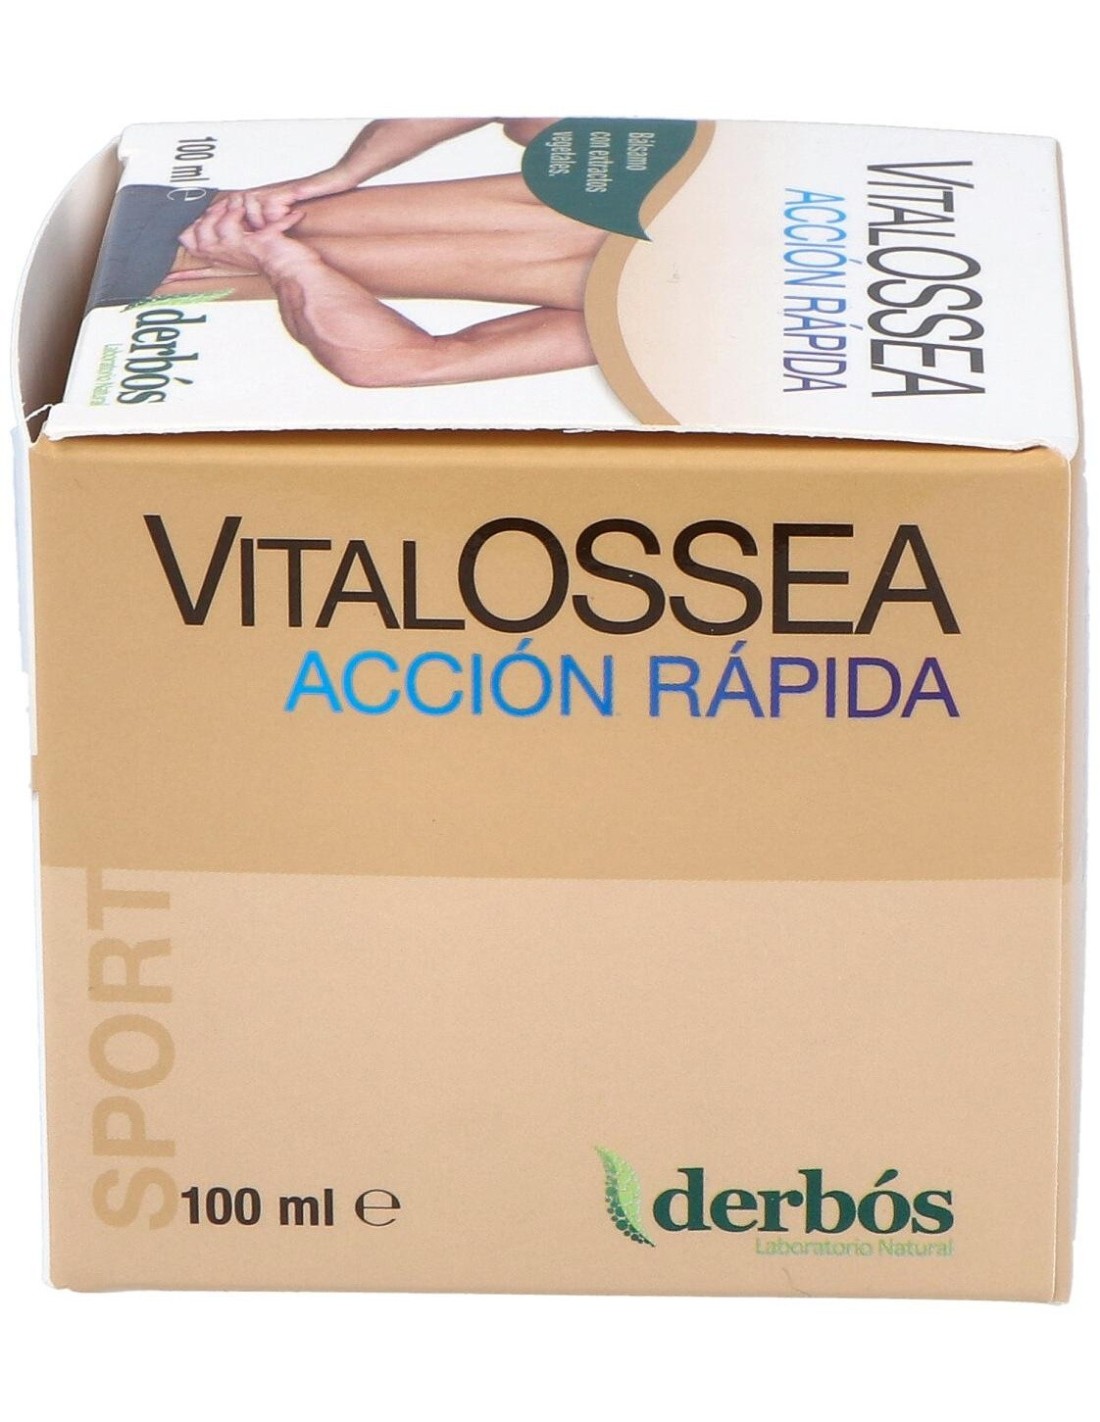 VITALOSSEA
ACCIÓN RÁPIDA
Bálsamo
con extractos
vegetales.
100 ml e
derbós
Laboratorio Natural
VITALOSSEA
ACCIÓN RÁPIDA
SPORT
100 ml e
derbós
Laboratorio Natural